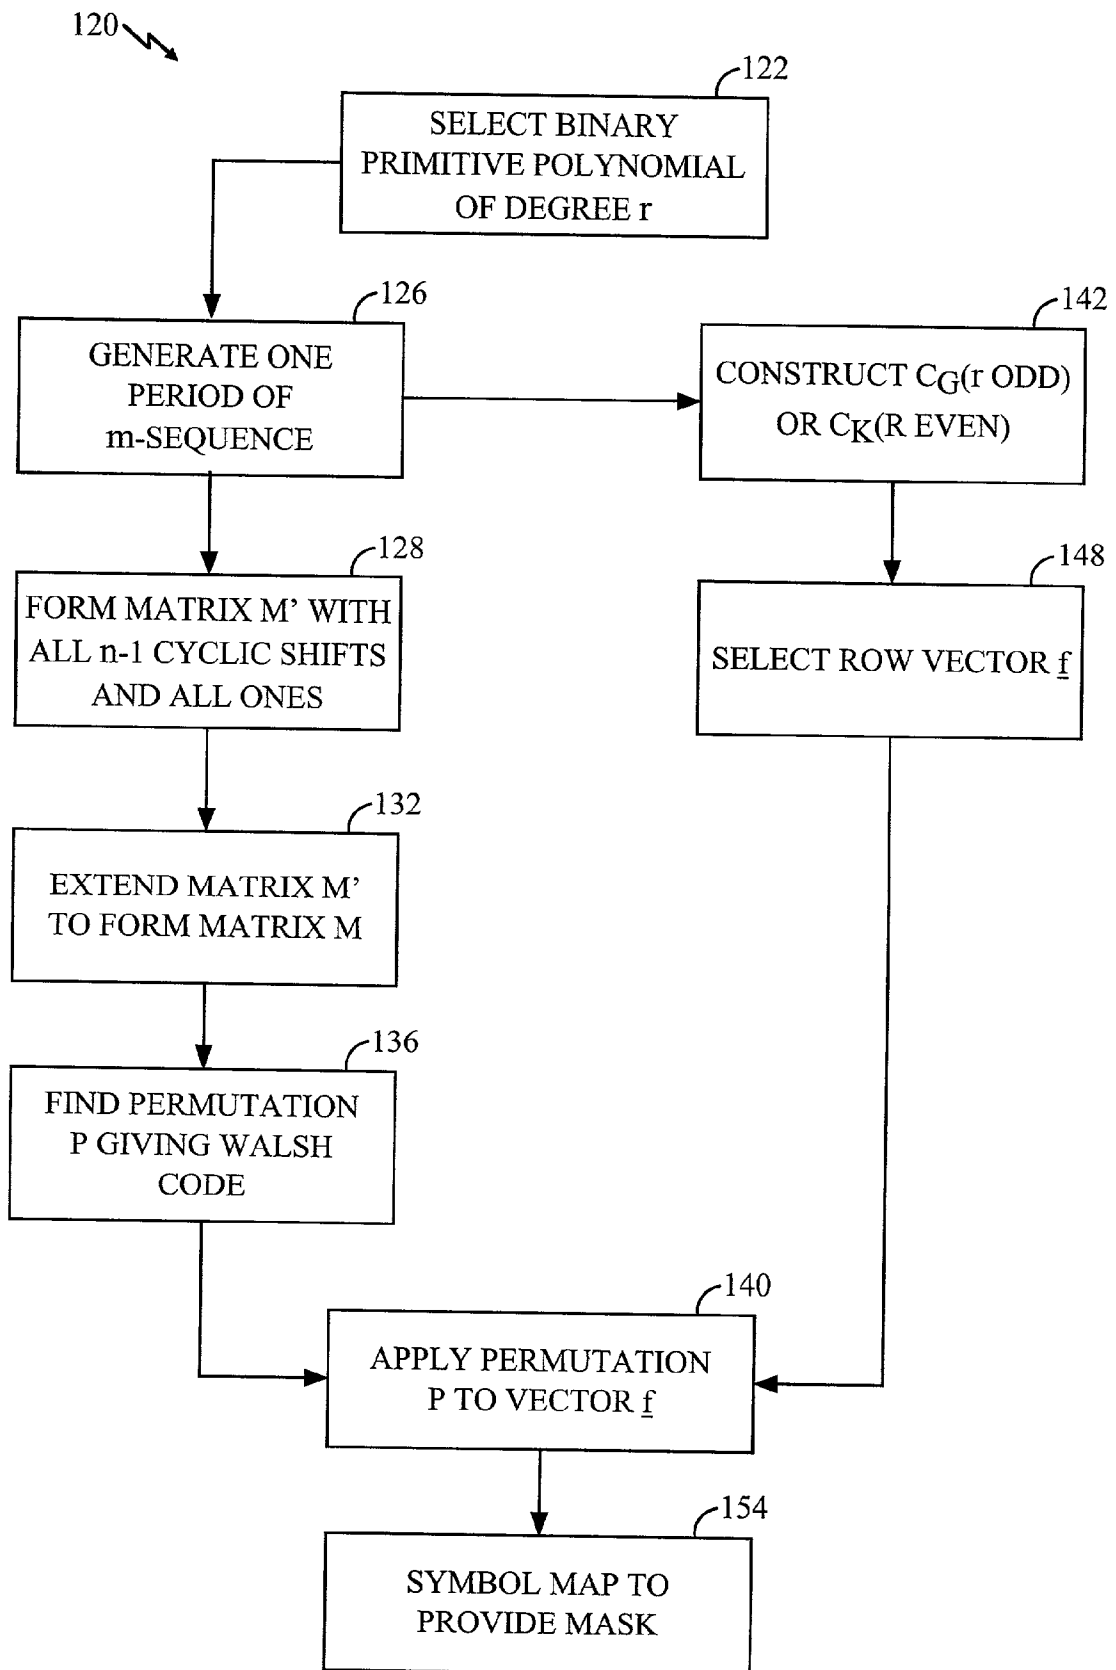 120
122
SELECT BINARY
PRIMITIVE POLYNOMIAL
OF DEGREE r
126
GENERATE ONE
PERIOD OF
m-SEQUENCE
142
CONSTRUCT CG(r ODD)
OR CK(R EVEN)
128
FORM MATRIX M’ WITH
ALL n-1 CYCLIC SHIFTS
AND ALL ONES
148
SELECT ROW VECTOR f
132
EXTEND MATRIX M’
TO FORM MATRIX M
136
FIND PERMUTATION
P GIVING WALSH
CODE
140
APPLY PERMUTATION
P TO VECTOR f
154
SYMBOL MAP TO
PROVIDE MASK